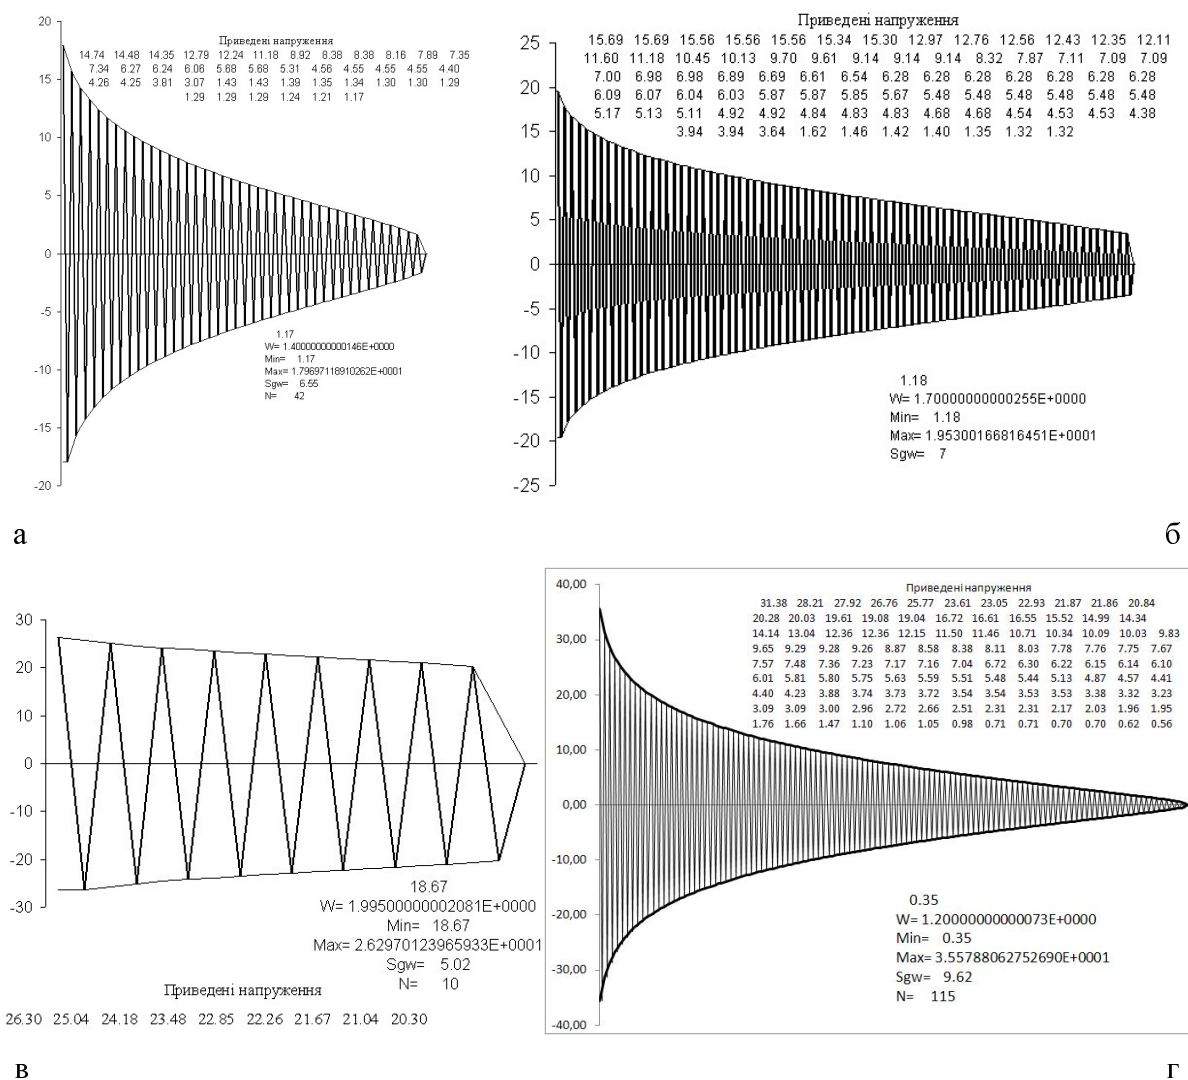 20
15
10
5
0
-5
-10
-15
-20
Приведені напруження
14.74 14.48 14.35 12.79 12.24 11.18 8.92 8.38 8.38 8.16 7.89 7.35
7.34 6.27 6.24 6.06 5.68 5.68 5.31 4.56 4.55 4.55 4.55 4.40
4.26 4.25 3.81 3.07 1.43 1.43 1.39 1.35 1.34 1.30 1.30 1.29
1.29 1.29 1.29 1.24 1.21 1.17
1.17
W= 1.40000000000146E+0000
Min= 1.17
Max= 1.79697118910262E+0001
Sgw= 6.55
N= 42
а
25
20
15
10
5
0
-5
-10
-15
-20
-25
Приведені напруження
15.69 15.69 15.56 15.56 15.56 15.34 15.30 12.97 12.76 12.56 12.43 12.35 12.11
11.60 11.18 10.45 10.13 9.70 9.61 9.14 9.14 9.14 8.32 7.87 7.11 7.09 7.09
7.00 6.98 6.98 6.89 6.69 6.61 6.54 6.28 6.28 6.28 6.28 6.28 6.28 6.28
6.09 6.07 6.04 6.03 5.87 5.87 5.85 5.67 5.48 5.48 5.48 5.48 5.48 5.48
5.17 5.13 5.11 4.92 4.92 4.84 4.83 4.83 4.68 4.68 4.54 4.53 4.53 4.38
3.94 3.94 3.64 1.62 1.46 1.42 1.40 1.35 1.32 1.32
1.18
W= 1.70000000000255E+0000
Min= 1.18
Max= 1.95300166816451E+0001
Sgw= 7
б
30
20
10
0
-10
-20
-30
18.67
W= 1.99500000002081E+0000
Min= 18.67
Max= 2.62970123965933E+0001
Sgw= 5.02
N= 10
Приведені напруження
26.30 25.04 24.18 23.48 22.85 22.26 21.67 21.04 20.30
в
40,00
30,00
20,00
10,00
0,00
-10,00
-20,00
-30,00
-40,00
Приведені напруження
31.38 28.21 27.92 26.76 25.77 23.61 23.05 22.93 21.87 21.86 20.84
20.28 20.03 19.61 19.08 19.04 16.72 16.61 16.55 15.52 14.99 14.34
14.14 13.04 12.36 12.36 12.15 11.50 11.46 10.71 10.34 10.09 10.03 9.83
9.65 9.29 9.28 9.26 8.87 8.58 8.38 8.11 8.03 7.78 7.76 7.75 7.67
7.57 7.48 7.36 7.23 7.17 7.16 7.04 6.72 6.30 6.22 6.15 6.14 6.10
6.01 5.81 5.80 5.75 5.63 5.59 5.51 5.48 5.44 5.13 4.87 4.57 4.41
4.40 4.23 3.88 3.74 3.73 3.72 3.54 3.54 3.53 3.53 3.38 3.32 3.23
3.09 3.09 3.00 2.96 2.72 2.66 2.51 2.31 2.31 2.17 2.03 1.96 1.95
1.76 1.66 1.47 1.10 1.06 1.05 0.98 0.71 0.71 0.70 0.70 0.62 0.56
0.35
W= 1.20000000000073E+0000
Min= 0.35
Max= 3.55788062752690E+0001
Sgw= 9.62
N= 115
г